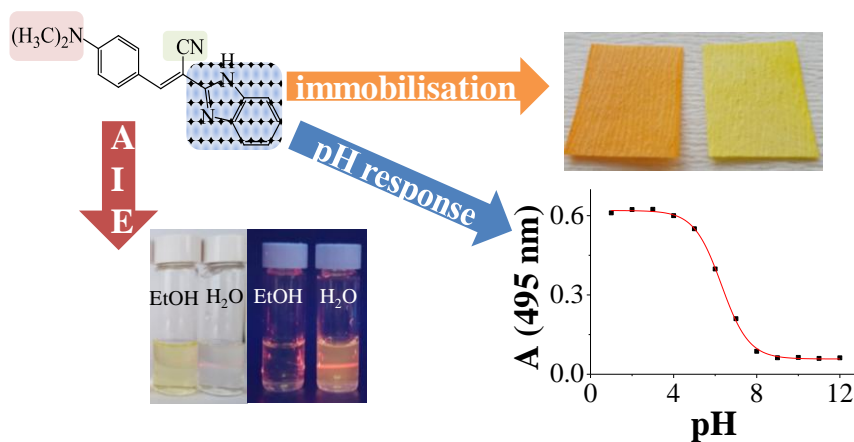 (H₃C)₂N
CN
H
N
N
immobilisation
pH response
A
I
E
EtOH H₂O
EtOH H₂O
A (495 nm)
0.6
0.3
0.0
0 4 8 12
pH